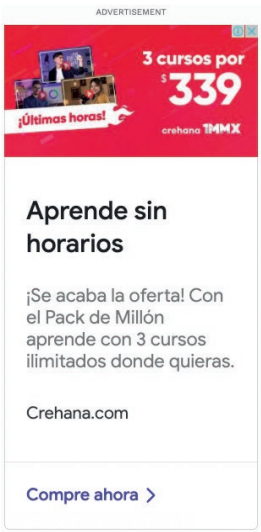 ADVERTISEMENT
3 cursos por
$339
¡Últimas horas!
crehana 1MMX
Aprende sin
horarios
¡Se acaba la oferta! Con
el Pack de Millón
aprende con 3 cursos
ilimitados donde quieras.
Crehana.com
Compre ahora